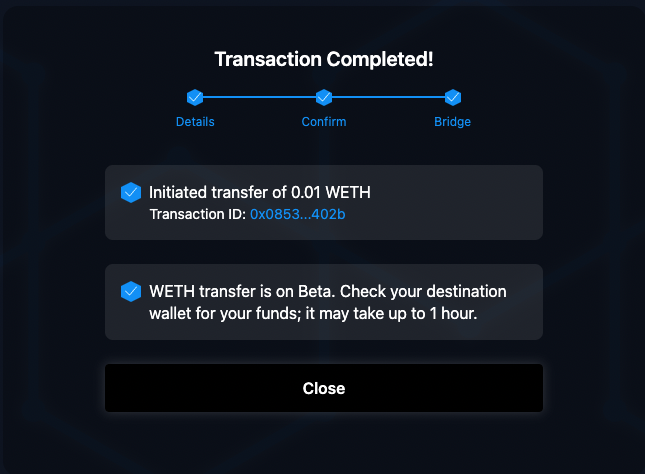 Transaction Completed!
Details
Confirm
Bridge
Initiated transfer of 0.01 WETH
Transaction ID: 0x0853...402b
WETH transfer is on Beta. Check your destination
wallet for your funds; it may take up to 1 hour.
Close